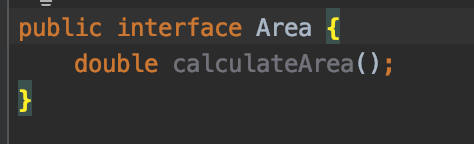 public interface Area {
    double calculateArea();
}